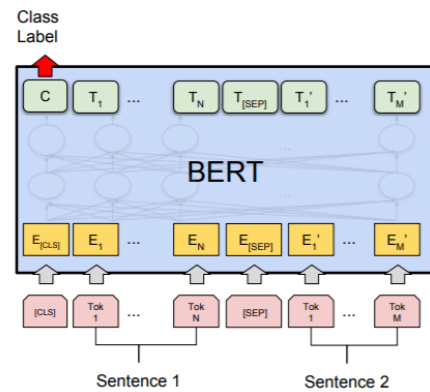 Class
Label
C T1 ... TN T[SEP] T1' ... TM'
...
BERT
...
E[CLS] E1 ... EN E[SEP] E1' ... EM'
[CLS] Tok 1 ... Tok N [SEP] Tok 1 ... Tok M
Sentence 1 Sentence 2